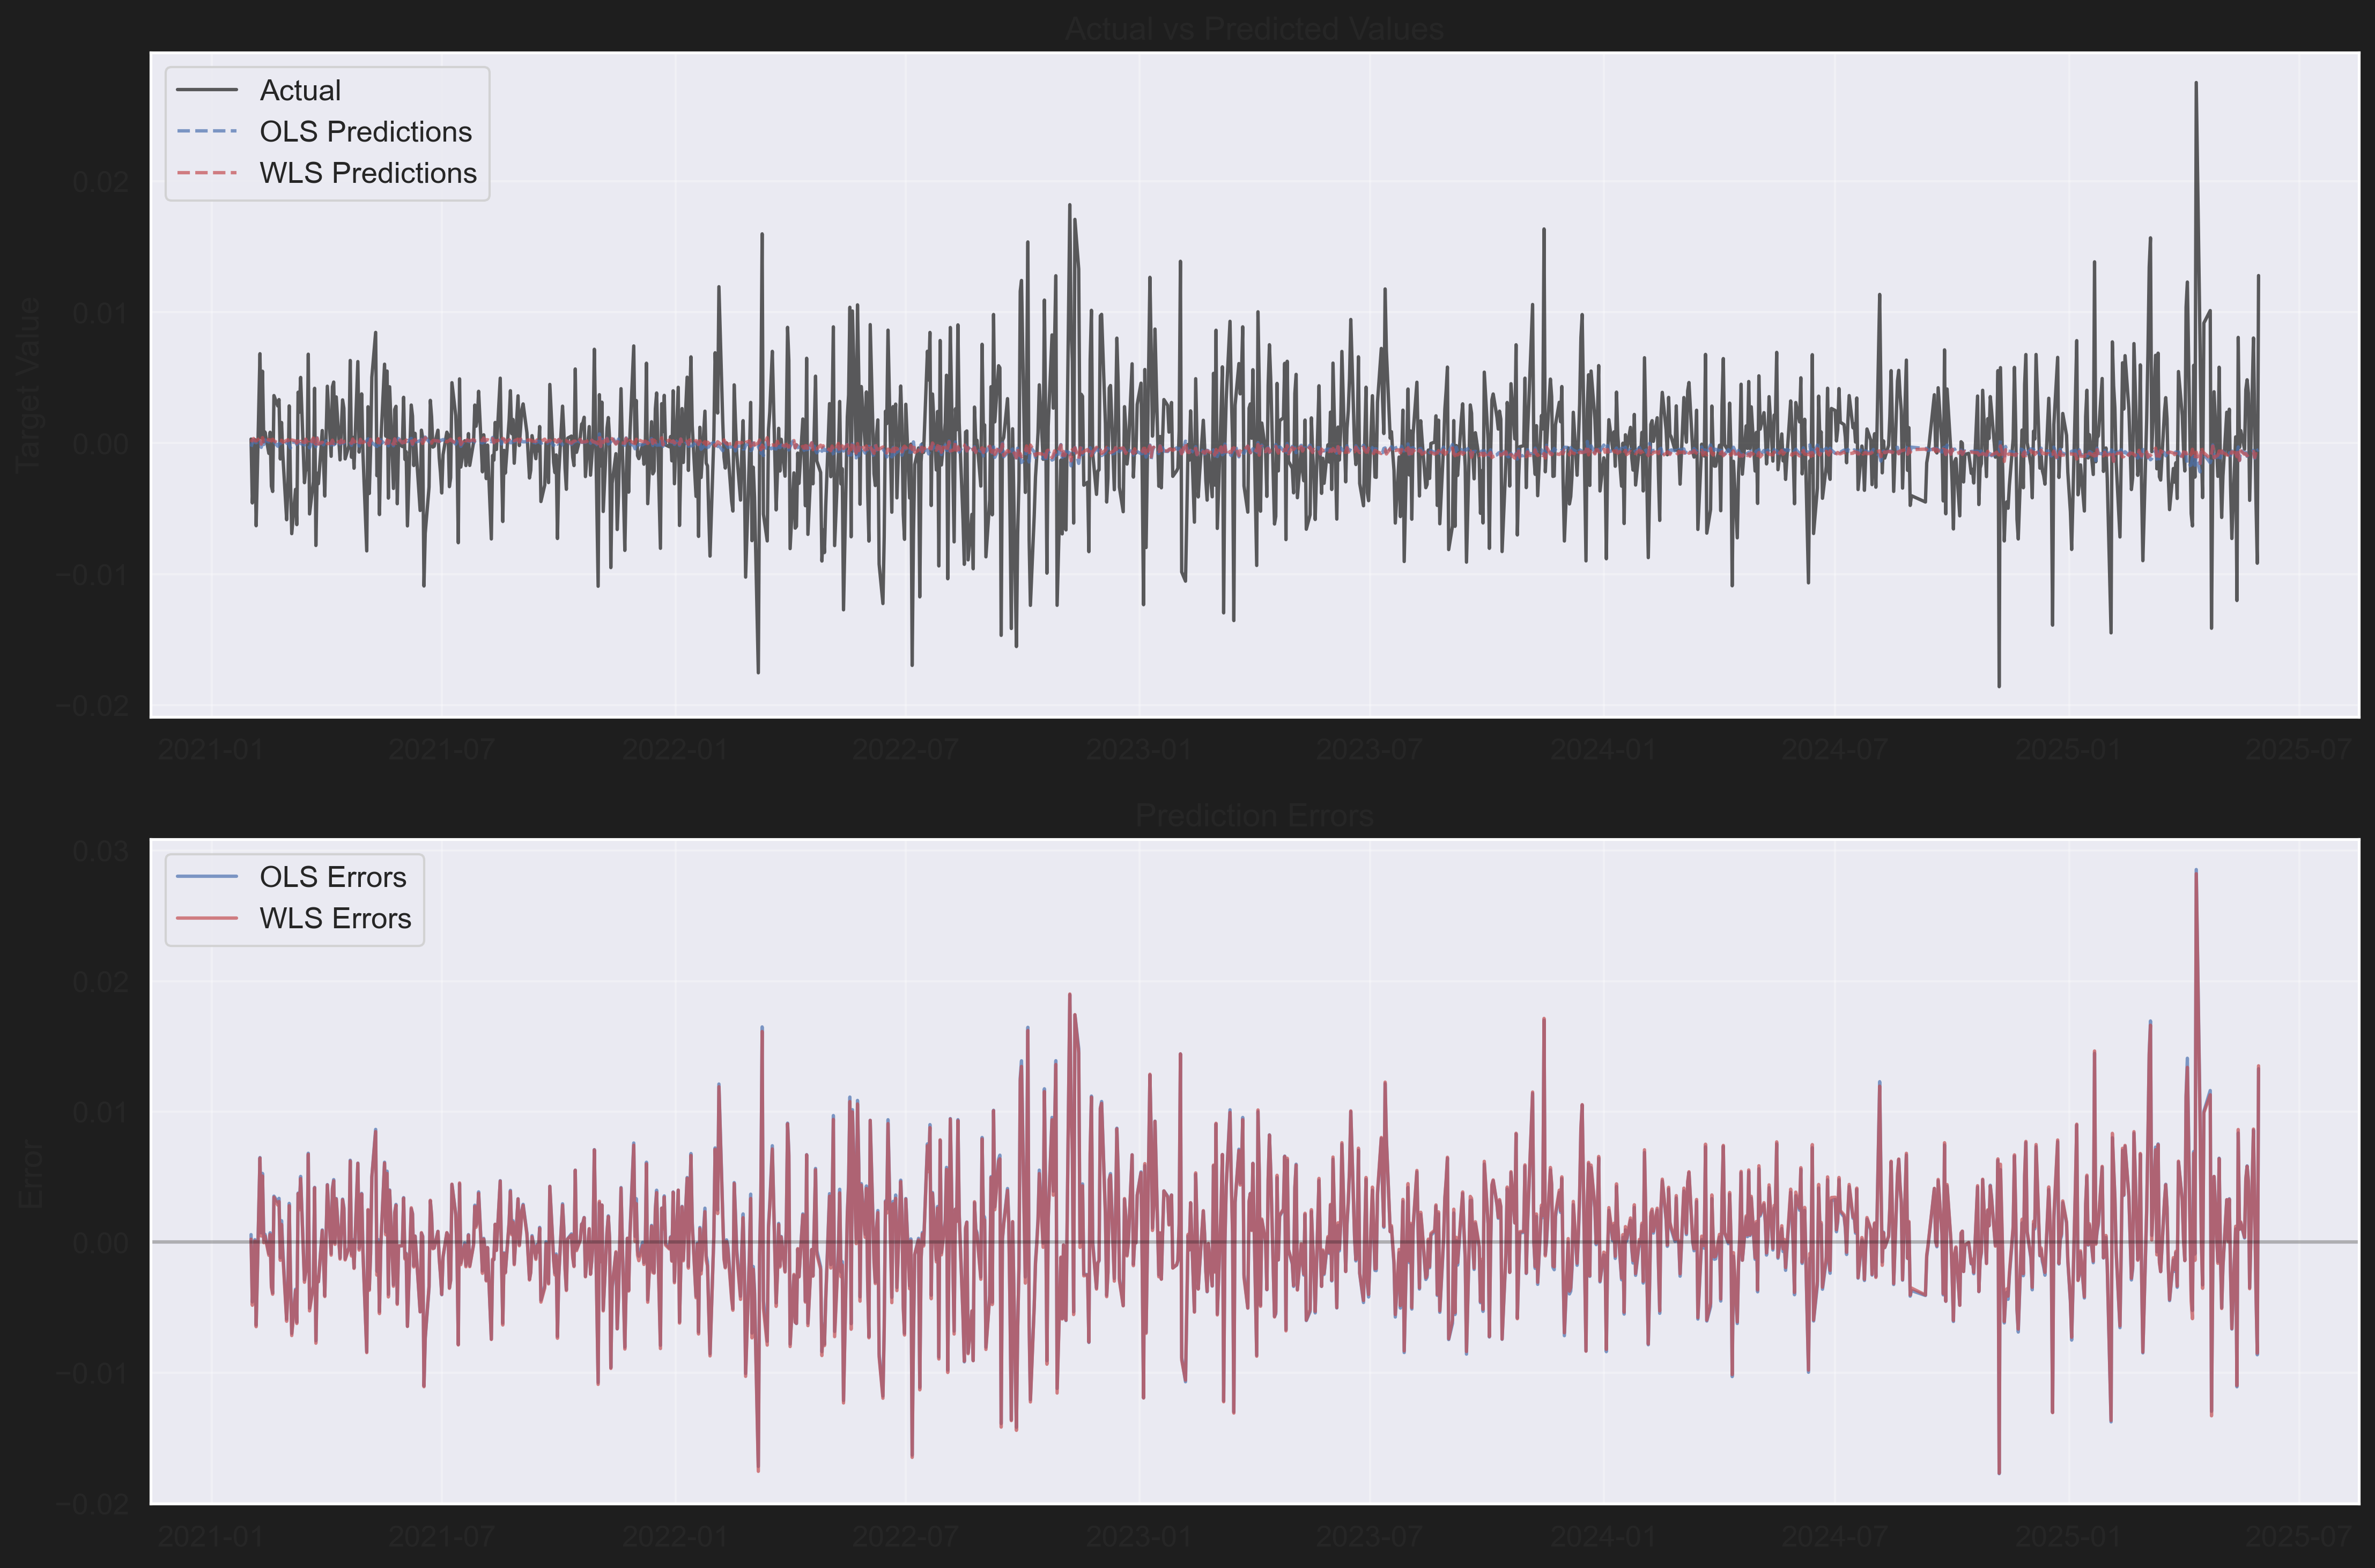 Actual vs Predicted Values
Actual
OLS Predictions
WLS Predictions
Target Value
0.02
0.01
0.00
−0.01
−0.02
2021-01 2021-07 2022-01 2022-07 2023-01 2023-07 2024-01 2024-07 2025-01 2025-07
Prediction Errors
OLS Errors
WLS Errors
Error
0.03
0.02
0.01
0.00
−0.01
−0.02
2021-01 2021-07 2022-01 2022-07 2023-01 2023-07 2024-01 2024-07 2025-01 2025-07